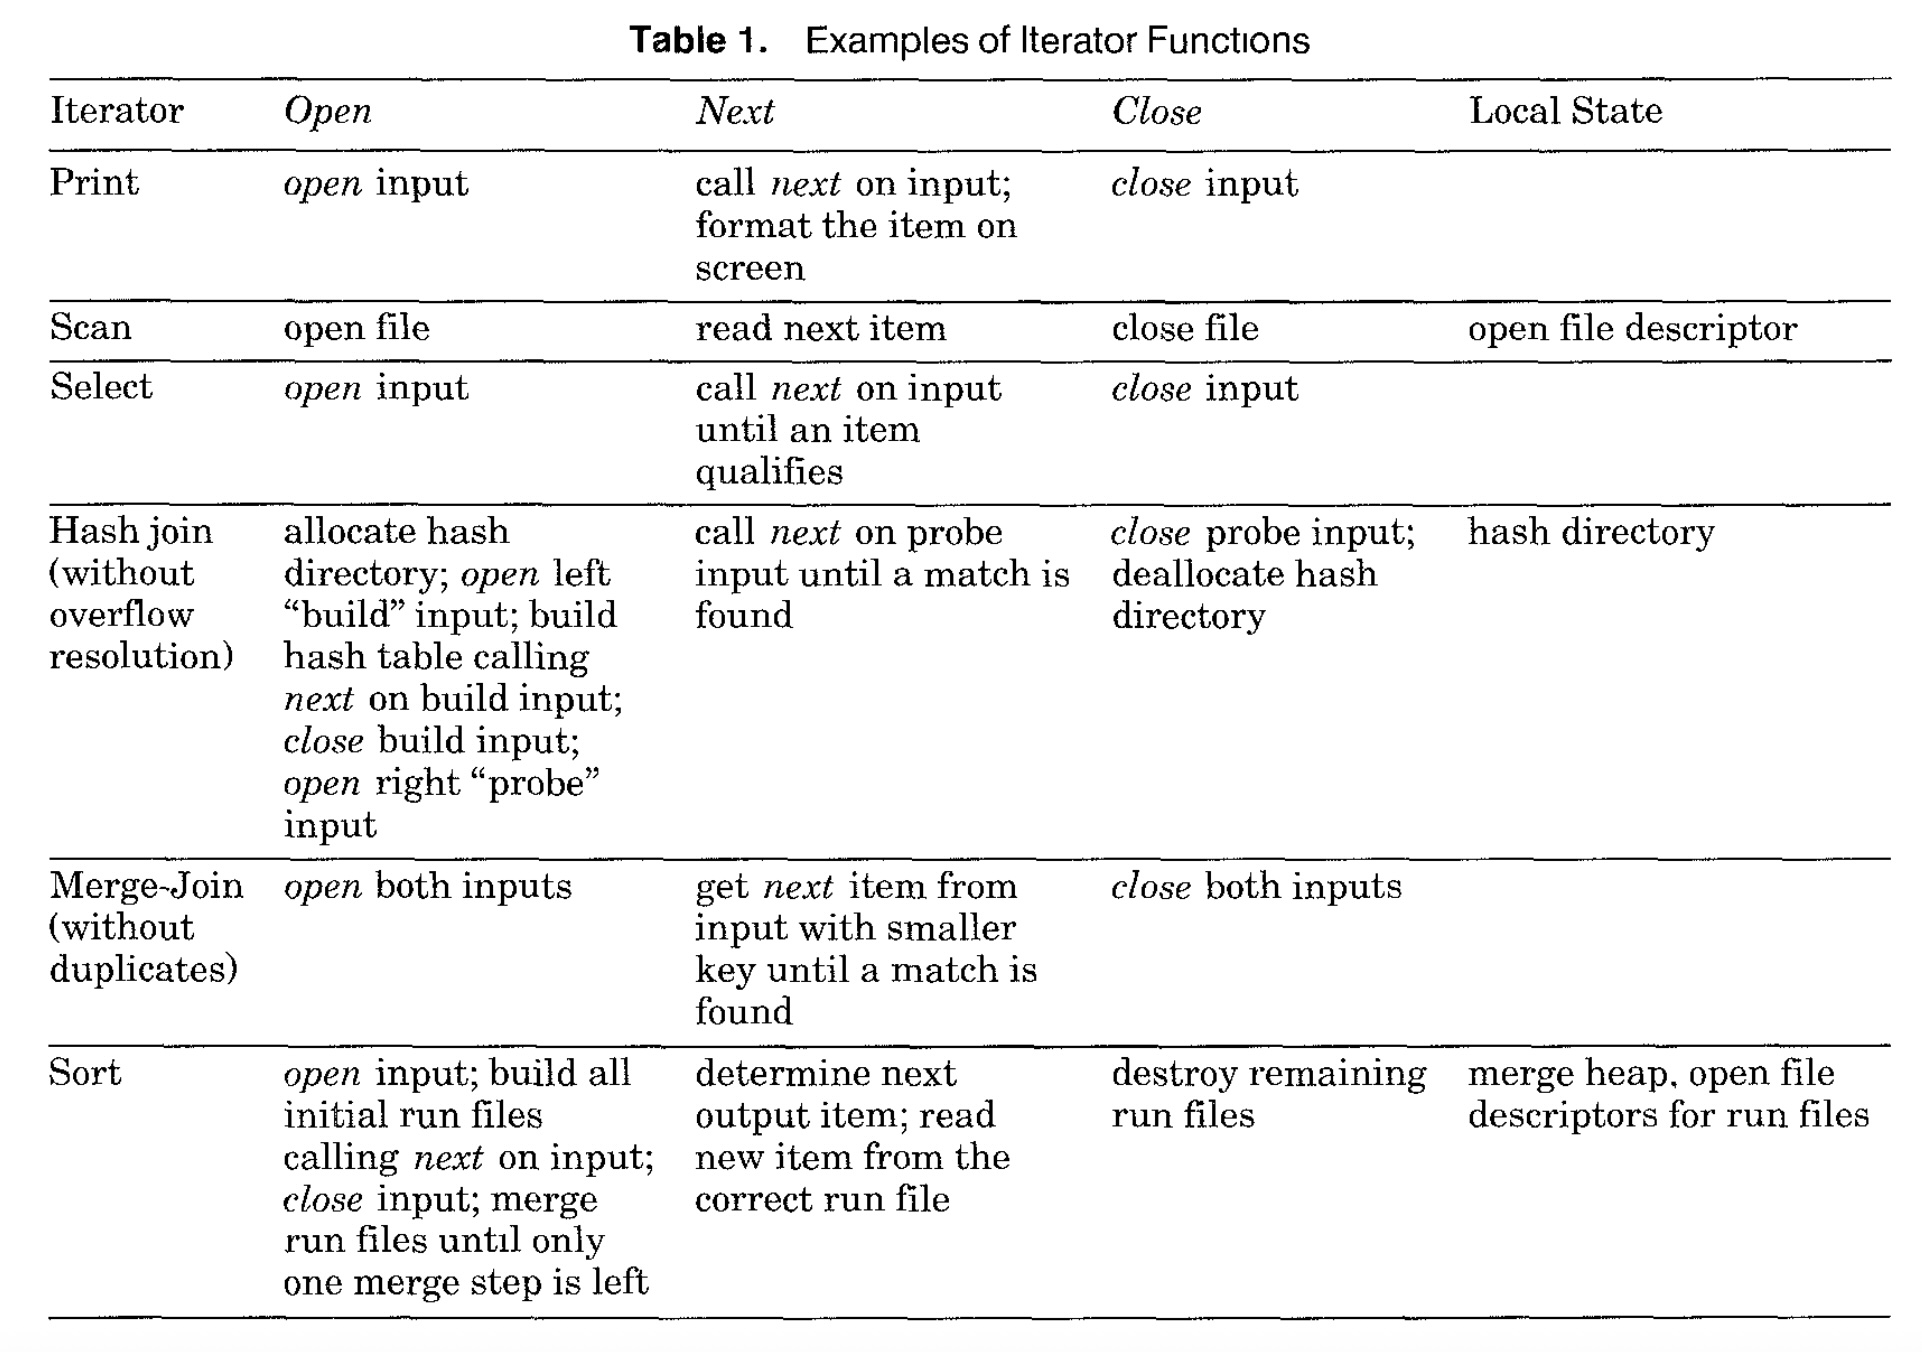 Table 1. Examples of Iterator Functions
Iterator Open Next Close Local State
Print open input call next on input; close input
format the item on
screen
Scan open file read next item close file open file descriptor
Select open input call next on input close input
until an item
qualifies
Hash join allocate hash call next on probe close probe input; hash directory
(without directory; open left input until a match is deallocate hash
overflow “build” input; build found directory
resolution) hash table calling
next on build input;
close build input;
open right “probe”
input
Merge-Join open both inputs get next item from close both inputs
(without input with smaller
duplicates) key until a match is
found
Sort open input; build all determine next destroy remaining merge heap, open file
initial run files output item; read run files descriptors for run files
calling next on input; new item from the
close input; merge correct run file
run files until only
one merge step is left